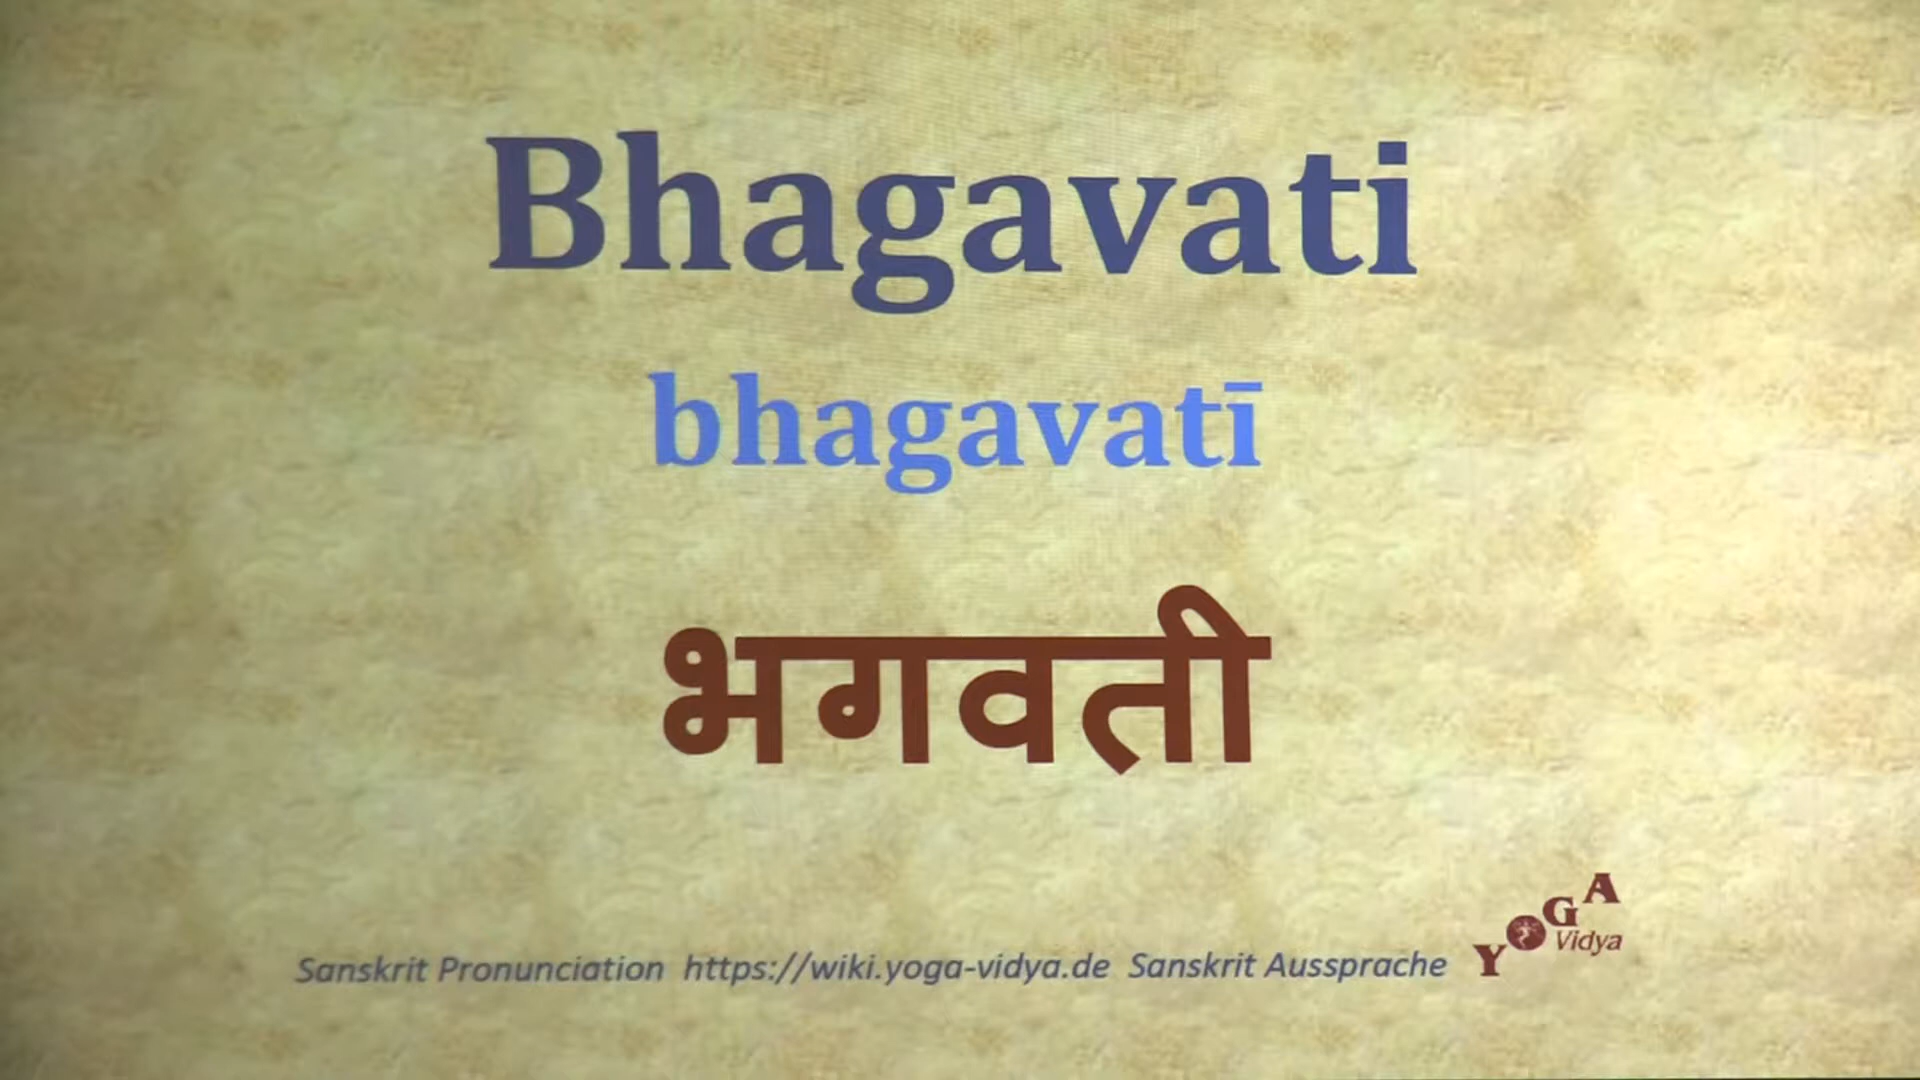 Bhagavati
bhagavatī
भगवती
Sanskrit Pronunciation https://wiki.yoga-vidya.de Sanskrit Aussprache
YOGA
Vidya